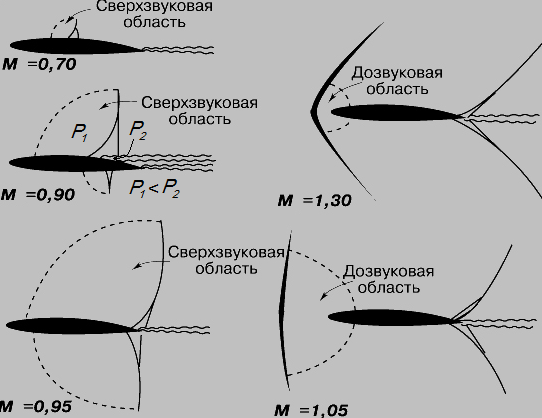 Сверхзвуковая
область
М =0,70
Сверхзвуковая
область
P1
P2
P1 < P2
М =0,90
Сверхзвуковая
область
М =0,95
Дозвуковая
область
М =1,30
Дозвуковая
область
М =1,05